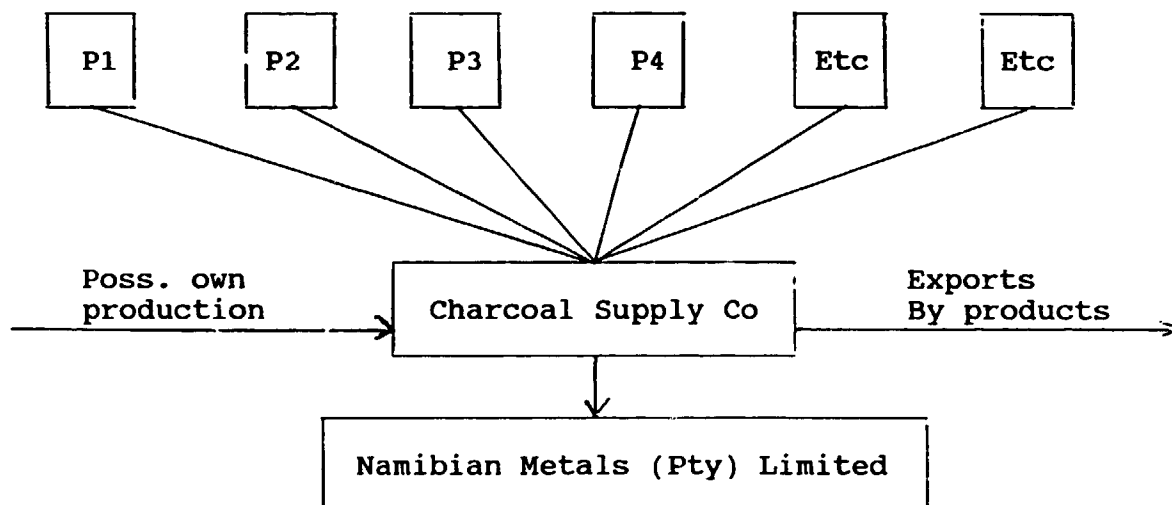 P1 P2 P3 P4 Etc Etc
Poss. own
production
Charcoal Supply Co
Exports
By products
Namibian Metals (Pty) Limited